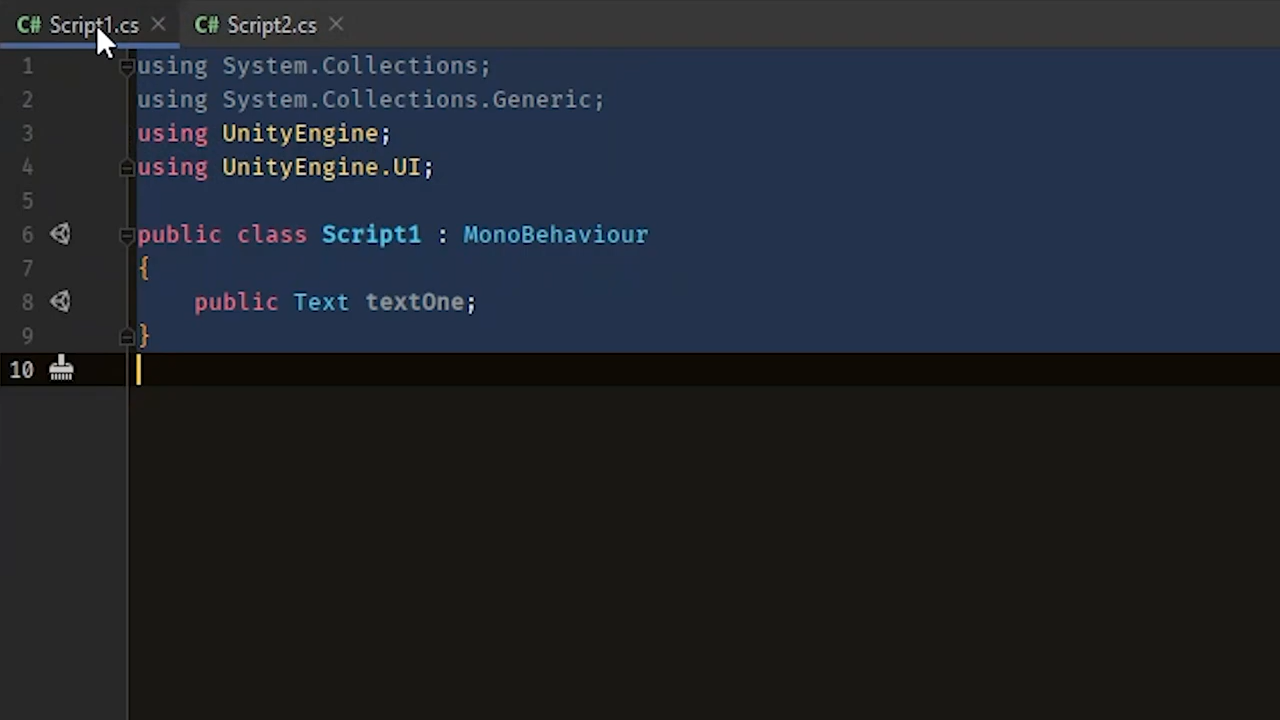 C# Script1.cs × C# Script2.cs ×
1 using System.Collections;
2 using System.Collections.Generic;
3 using UnityEngine;
4 using UnityEngine.UI;
5
6 public class Script1 : MonoBehaviour
7 {
8 public Text textOne;
9 }
10